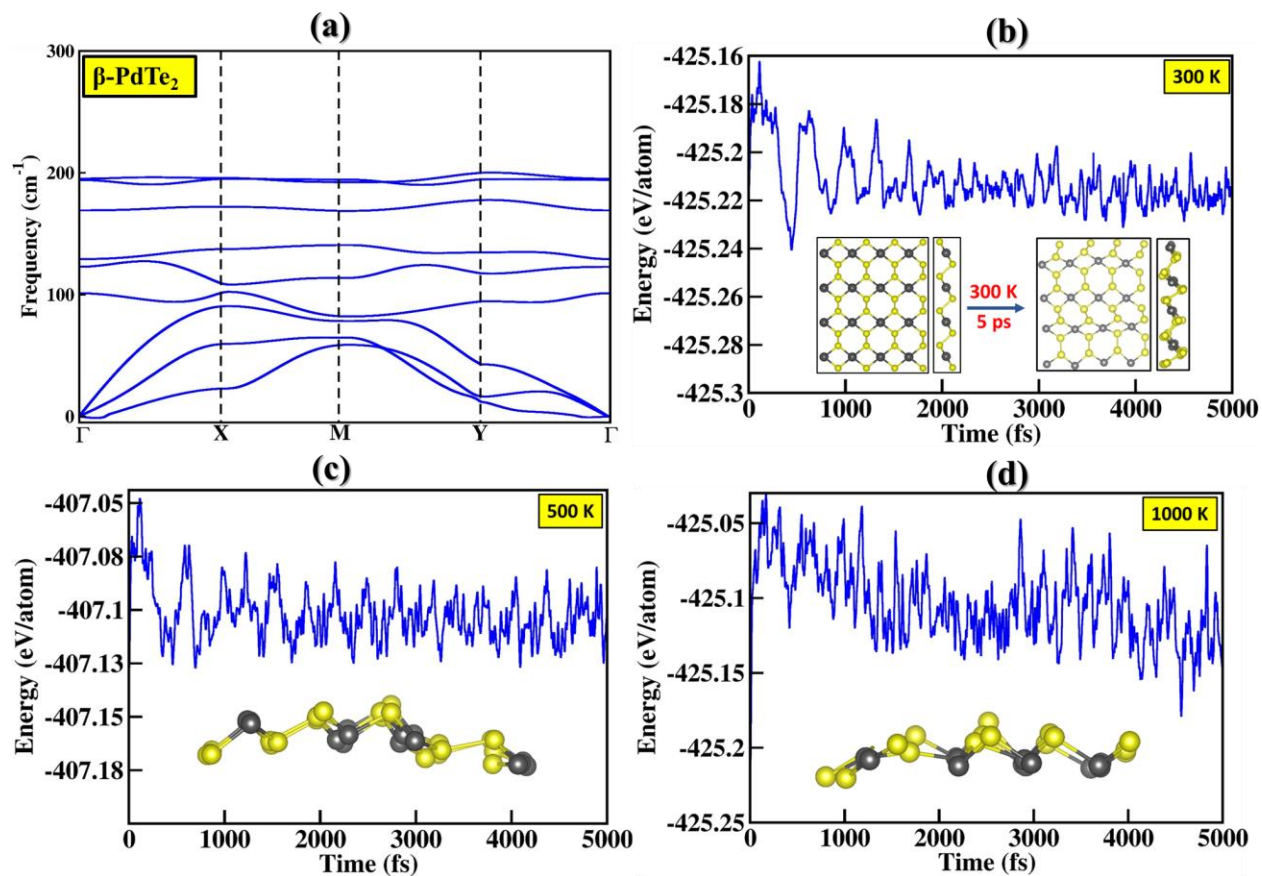 (a)
300
β-PdTe₂
200
100
0
Frequency (cm⁻¹)
Γ X M Y Γ
(b)
-425.16
-425.18
-425.2
-425.22
-425.24
-425.26
-425.28
-425.3
Energy (eV/atom)
300 K
300 K
5 ps
0 1000 2000 3000 4000 5000
Time (fs)
(c)
-407.05
-407.08
-407.1
-407.13
-407.15
-407.18
Energy (eV/atom)
500 K
0 1000 2000 3000 4000 5000
Time (fs)
(d)
-425.05
-425.1
-425.15
-425.2
-425.25
Energy (eV/atom)
1000 K
0 1000 2000 3000 4000 5000
Time (fs)